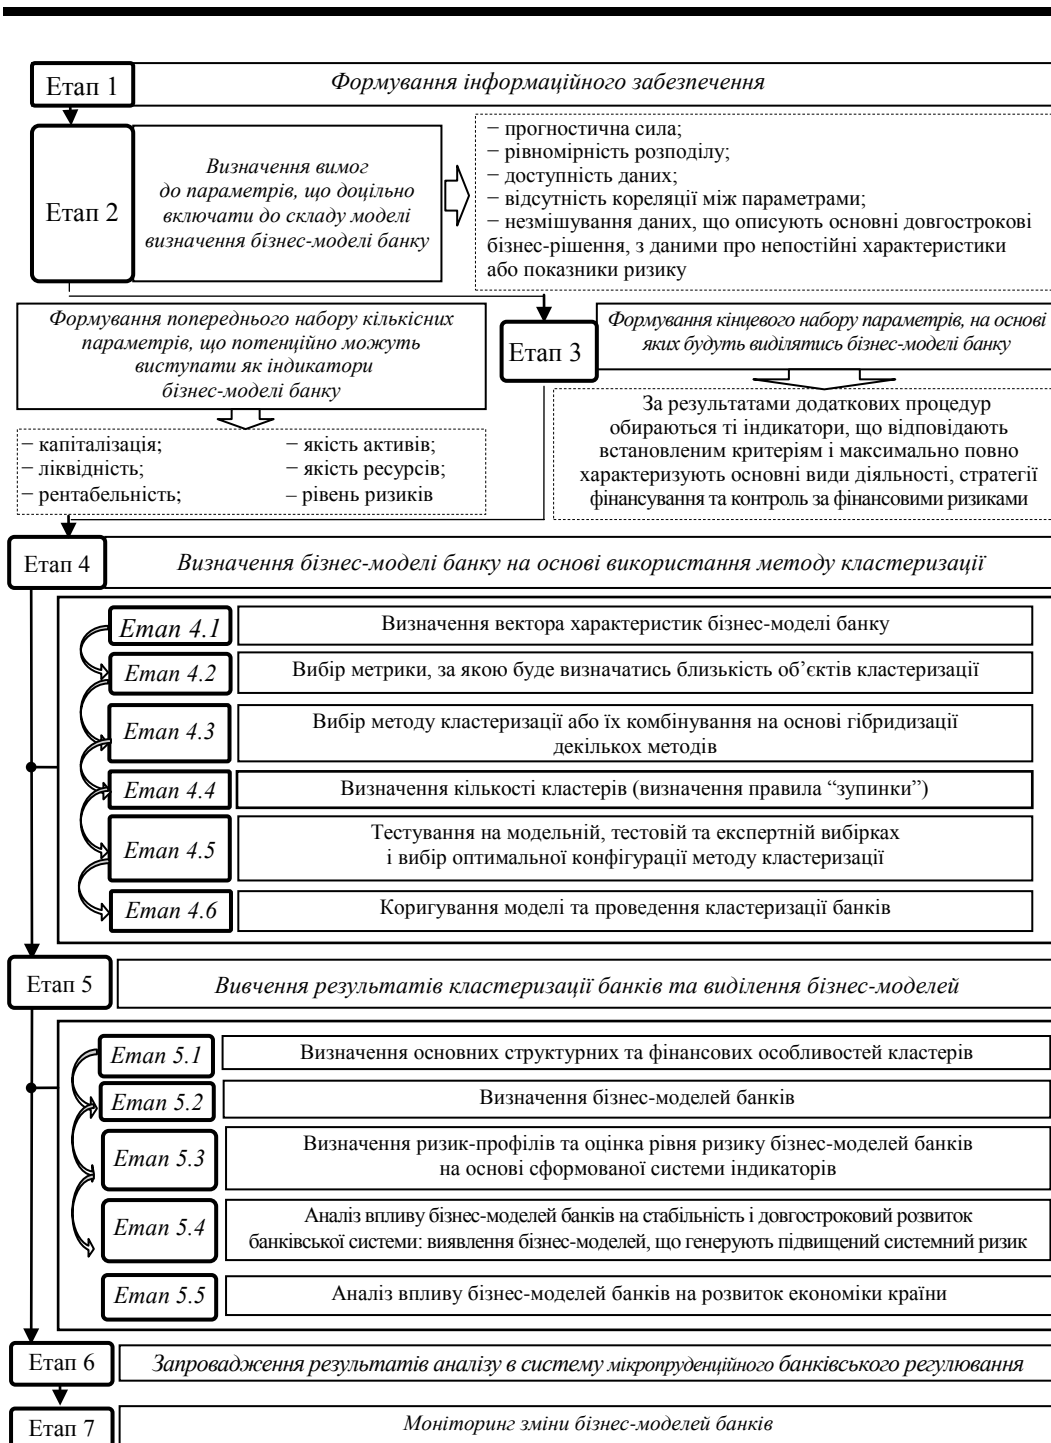 Етап 1
Формування інформаційного забезпечення
Етап 2
Визначення вимог
до параметрів, що доцільно
включати до складу моделі
визначення бізнес-моделі банку
− прогностична сила;
− рівномірність розподілу;
− доступність даних;
− відсутність кореляції між параметрами;
− незмішування даних, що описують основні довгострокові
бізнес-рішення, з даними про непостійні характеристики
або показники ризику
Формування попереднього набору кількісних
параметрів, що потенційно можуть
виступати як індикатори
бізнес-моделі банку
− капіталізація;
− ліквідність;
− рентабельність;
− якість активів;
− якість ресурсів;
– рівень ризиків
Етап 3
Формування кінцевого набору параметрів, на основі
яких будуть виділятись бізнес-моделі банку
За результатами додаткових процедур
обираються ті індикатори, що відповідають
встановленим критеріям і максимально повно
характеризують основні види діяльності, стратегії
фінансування та контроль за фінансовими ризиками
Етап 4
Визначення бізнес-моделі банку на основі використання методу кластеризації
Етап 4.1
Визначення вектора характеристик бізнес-моделі банку
Етап 4.2
Вибір метрики, за якою буде визначатись близькість об’єктів кластеризації
Етап 4.3
Вибір методу кластеризації або їх комбінування на основі гібридизації
декількох методів
Етап 4.4
Визначення кількості кластерів (визначення правила “зупинки”)
Етап 4.5
Тестування на модельній, тестовій та експертній вибірках
і вибір оптимальної конфігурації методу кластеризації
Етап 4.6
Коригування моделі та проведення кластеризації банків
Етап 5
Вивчення результатів кластеризації банків та виділення бізнес-моделей
Етап 5.1
Визначення основних структурних та фінансових особливостей кластерів
Етап 5.2
Визначення бізнес-моделей банків
Етап 5.3
Визначення ризик-профілів та оцінка рівня ризику бізнес-моделей банків
на основі сформованої системи індикаторів
Етап 5.4
Аналіз впливу бізнес-моделей банків на стабільність і довгостроковий розвиток
банківської системи: виявлення бізнес-моделей, що генерують підвищений системний ризик
Етап 5.5
Аналіз впливу бізнес-моделей банків на розвиток економіки країни
Етап 6
Запровадження результатів аналізу в систему мікропруденційного банківського регулювання
Етап 7
Моніторинг зміни бізнес-моделей банків